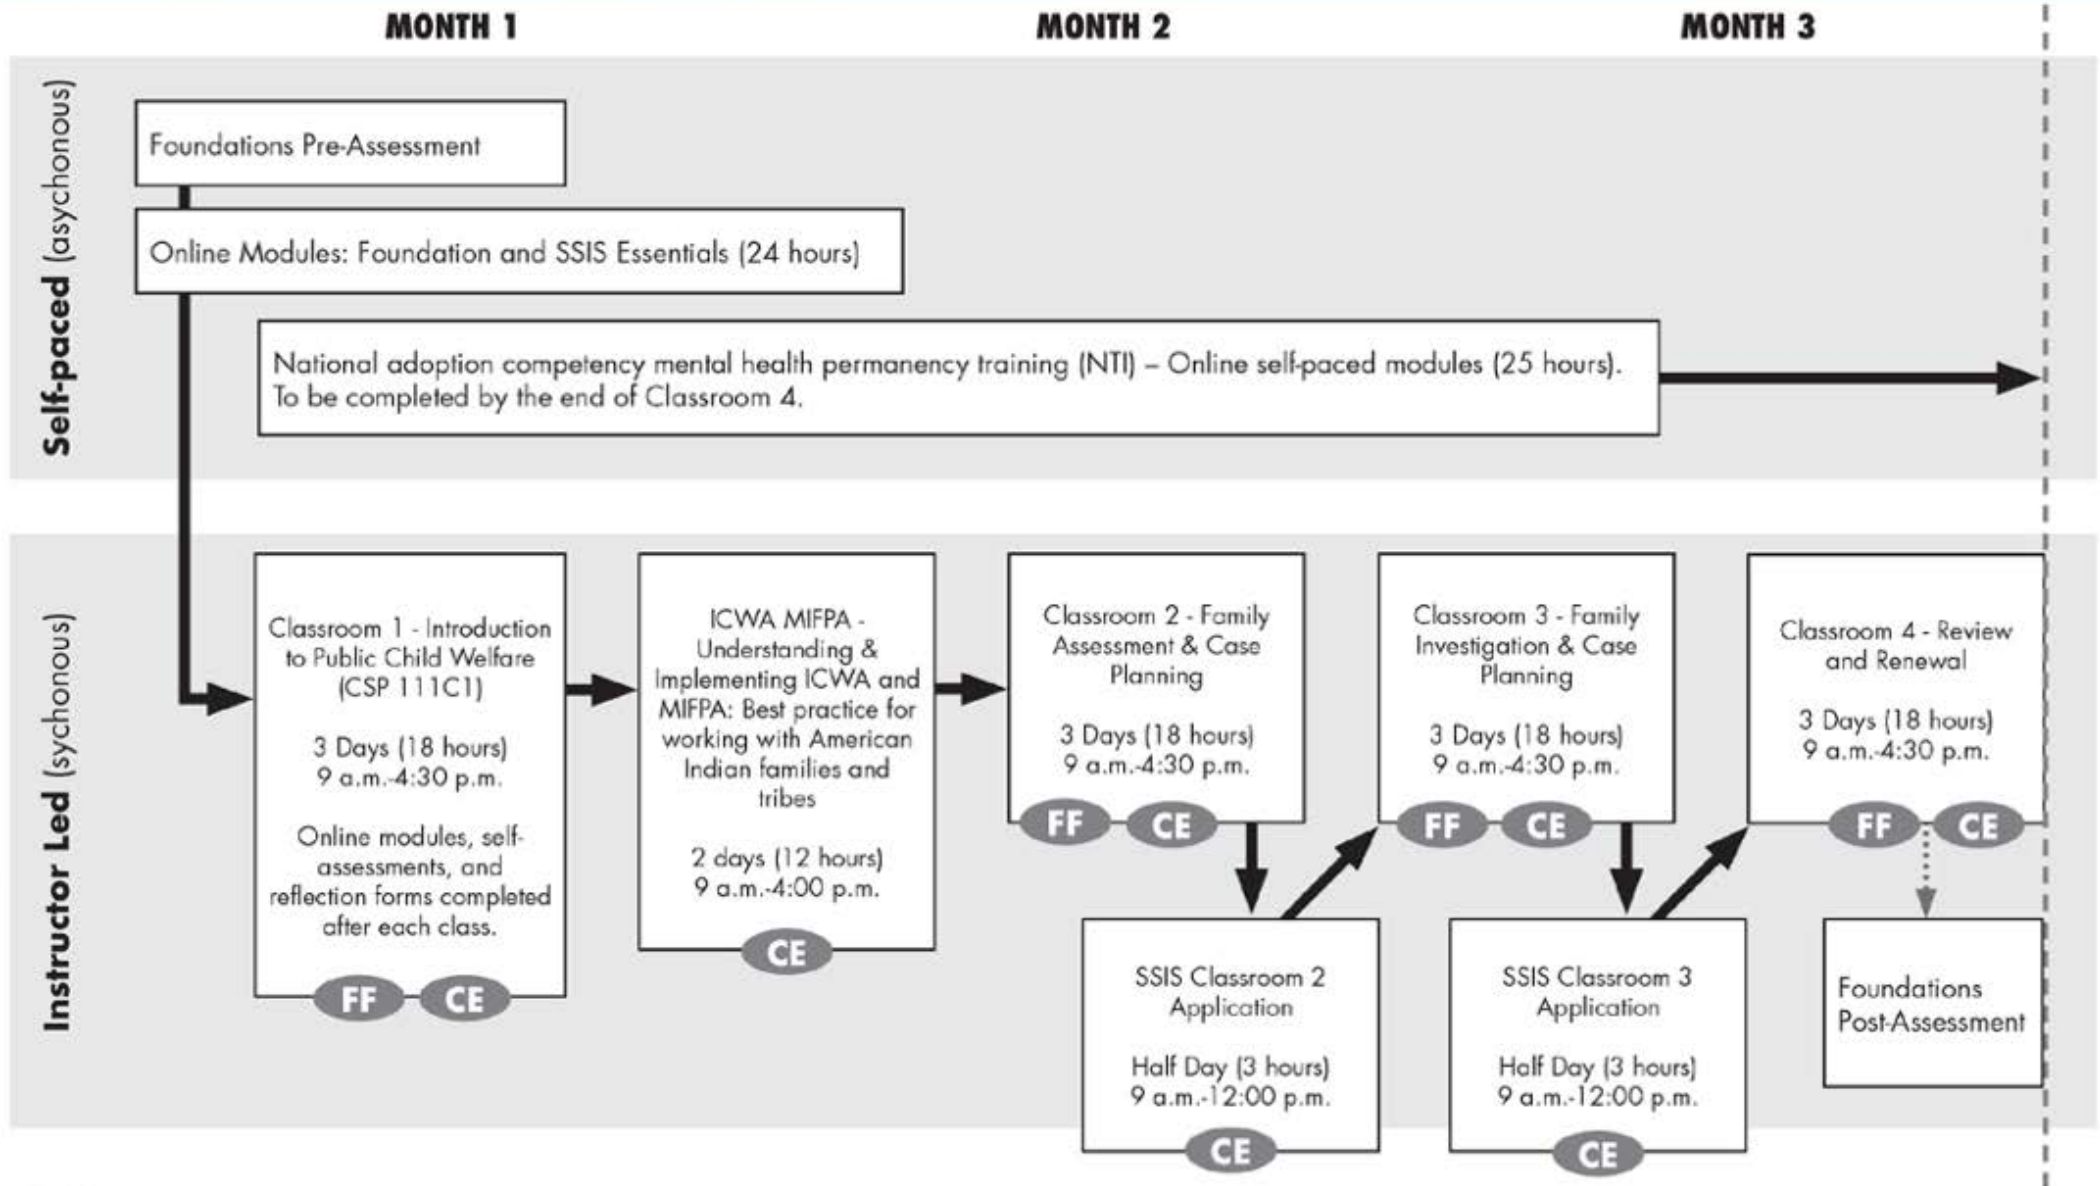 MONTH 1
MONTH 2
MONTH 3
Self-paced (asychonous)
Foundations Pre-Assessment
Online Modules: Foundation and SSIS Essentials (24 hours)
National adoption competency mental health permanency training (NTI) – Online self-paced modules (25 hours).
To be completed by the end of Classroom 4.
Instructor Led (sychonous)
Classroom 1 - Introduction
to Public Child Welfare
(CSP 111C1)
3 Days (18 hours)
9 a.m.-4:30 p.m.
Online modules, self-
assessments, and
reflection forms completed
after each class.
FF
CE
ICWA MIFPA -
Understanding &
Implementing ICWA and
MIFPA: Best practice for
working with American
Indian families and
tribes
2 days (12 hours)
9 a.m.-4:00 p.m.
CE
Classroom 2 - Family
Assessment & Case
Planning
3 Days (18 hours)
9 a.m.-4:30 p.m.
FF
CE
SSIS Classroom 2
Application
Half Day (3 hours)
9 a.m.-12:00 p.m.
CE
Classroom 3 - Family
Investigation & Case
Planning
3 Days (18 hours)
9 a.m.-4:30 p.m.
FF
CE
SSIS Classroom 3
Application
Half Day (3 hours)
9 a.m.-12:00 p.m.
CE
Classroom 4 - Review
and Renewal
3 Days (18 hours)
9 a.m.-4:30 p.m.
FF
CE
Foundations
Post-Assessment